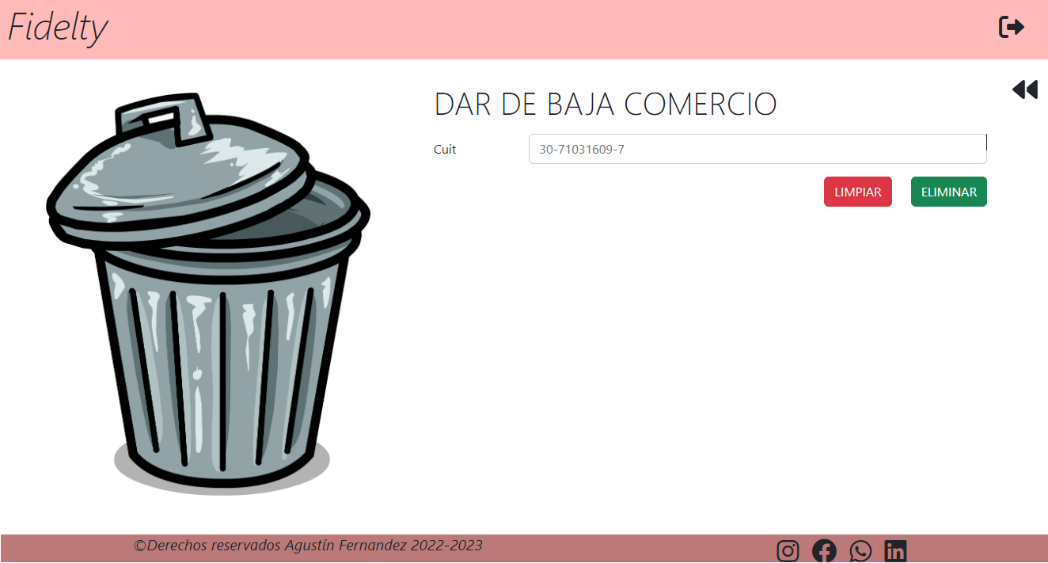 Fidelty
DAR DE BAJA COMERCIO
Cuit
30-71031609-7
LIMPIAR
ELIMINAR
©Derechos reservados Agustín Fernandez 2022-2023